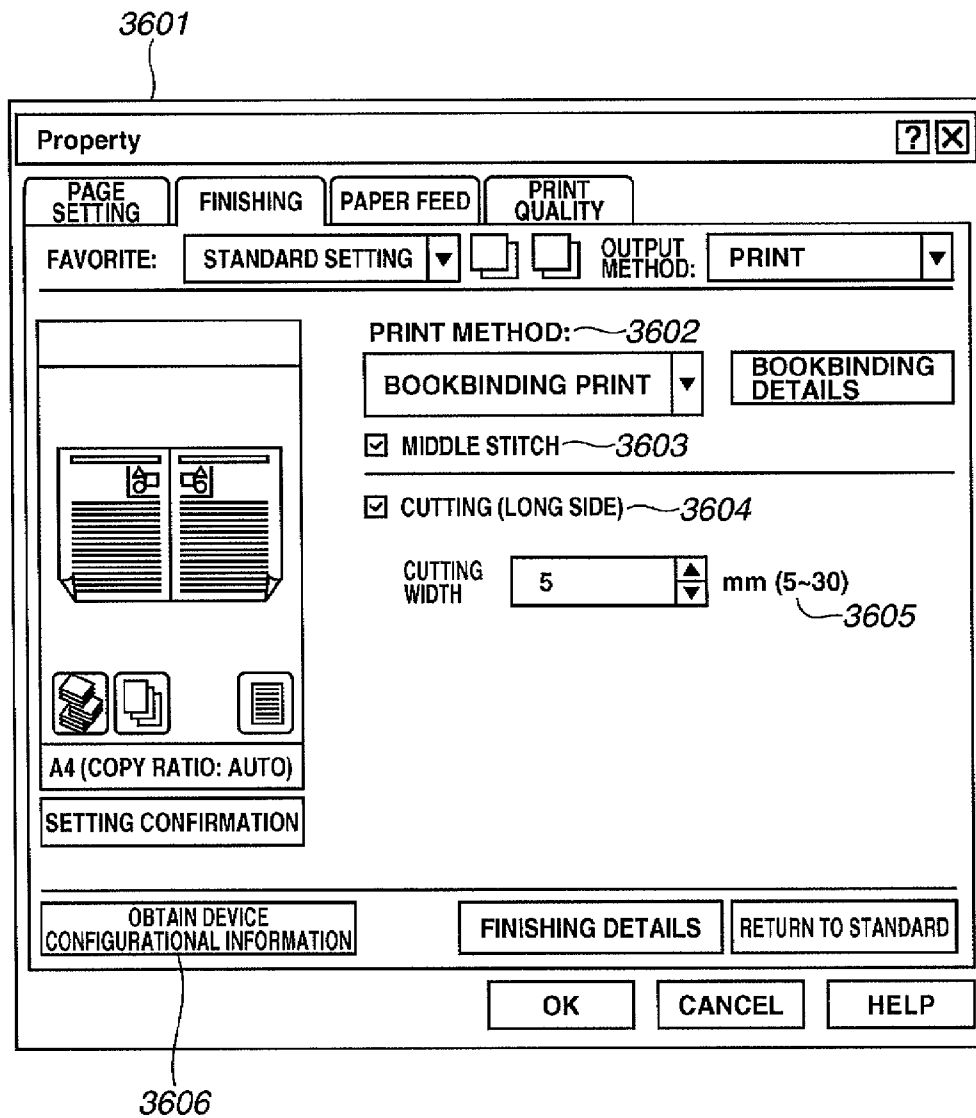 3601
Property ? X
PAGE SETTING FINISHING PAPER FEED PRINT QUALITY
FAVORITE: STANDARD SETTING OUTPUT METHOD: PRINT
PRINT METHOD: 3602
BOOKBINDING PRINT BOOKBINDING DETAILS
MIDDLE STITCH 3603
CUTTING (LONG SIDE) 3604
CUTTING WIDTH 5 mm (5~30)
3605
A4 (COPY RATIO: AUTO)
SETTING CONFIRMATION
OBTAIN DEVICE CONFIGURATIONAL INFORMATION FINISHING DETAILS RETURN TO STANDARD
OK CANCEL HELP
3606